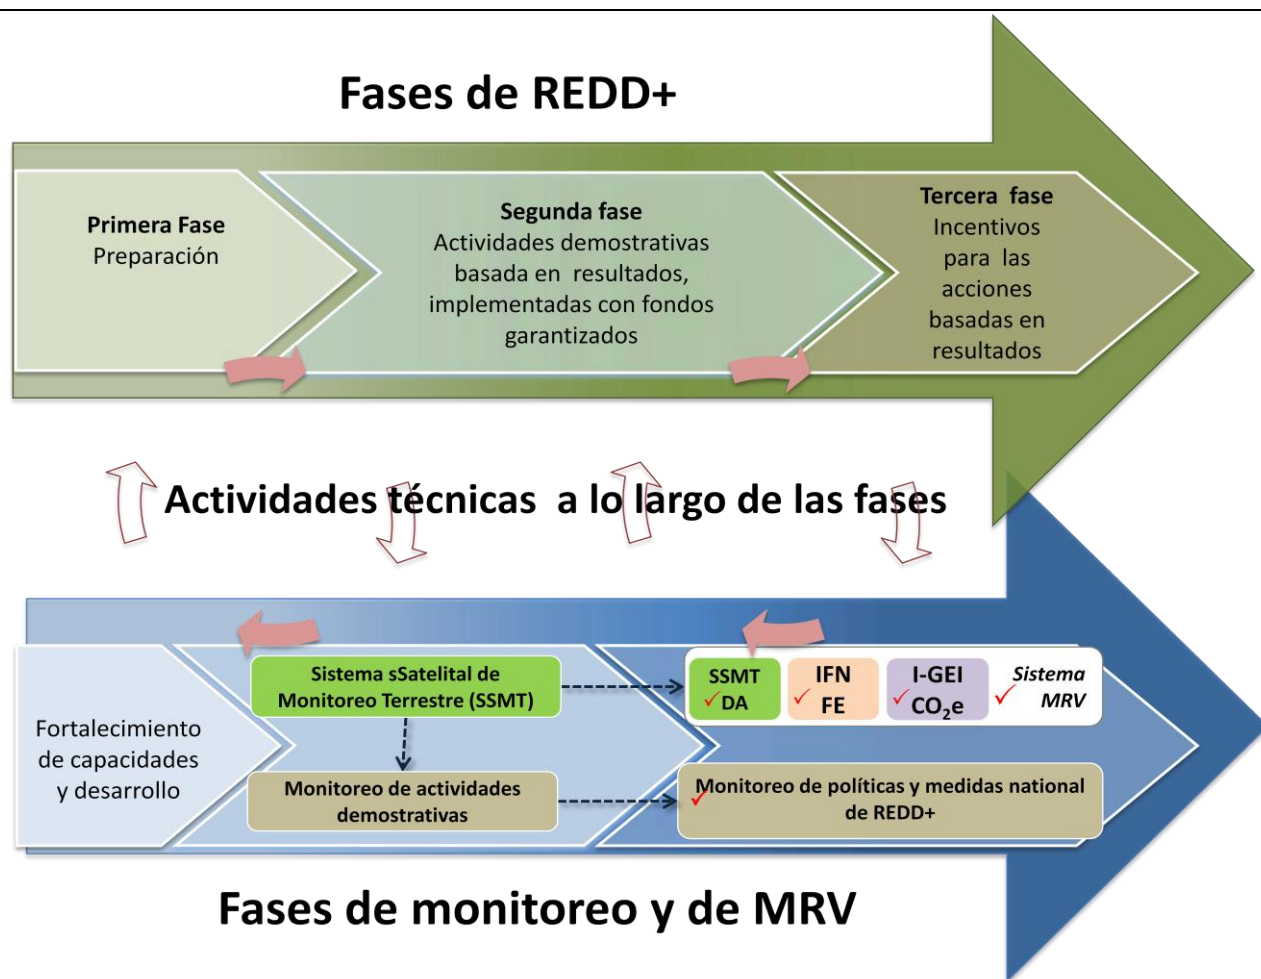 Fases de REDD+
Primera Fase
Preparación
Segunda fase
Actividades demostrativas
basada en resultados,
implementadas con fondos
garantizados
Tercera fase
Incentivos
para las
acciones
basadas en
resultados
Actividades técnicas a lo largo de las fases
Fortalecimiento
de capacidades
y desarrollo
Sistema sSatelital de
Monitoreo Terrestre (SSMT)
Monitoreo de actividades
demostrativas
SSMT
DA
IFN
FE
I-GEI
CO₂e
Sistema
MRV
Monitoreo de políticas y medidas national
de REDD+
Fases de monitoreo y de MRV